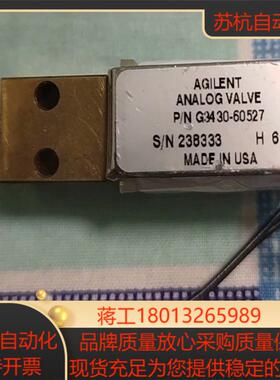 苏杭自动
AGILENT
ANALOG VALVE
P/N G3430-60527
S/N 238333 H 6
MADE IN USA
蒋工18013265989
自动化
品牌质量放心采购质量保
开票
现货充足为您提供稳定的